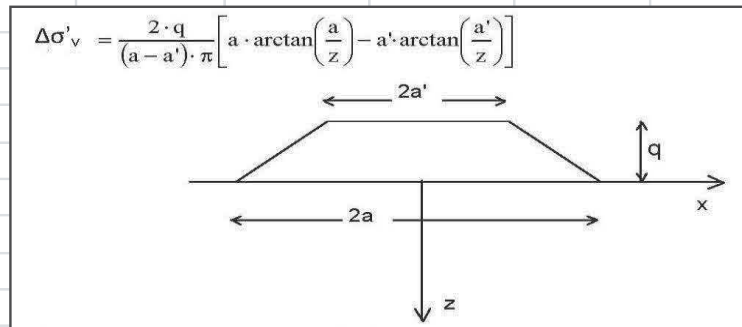 Δσ'v = 2 · q / (a − a') · π [a · arctan(a/z) − a'· arctan(a'/z)]
2a'
q
x
2a
z